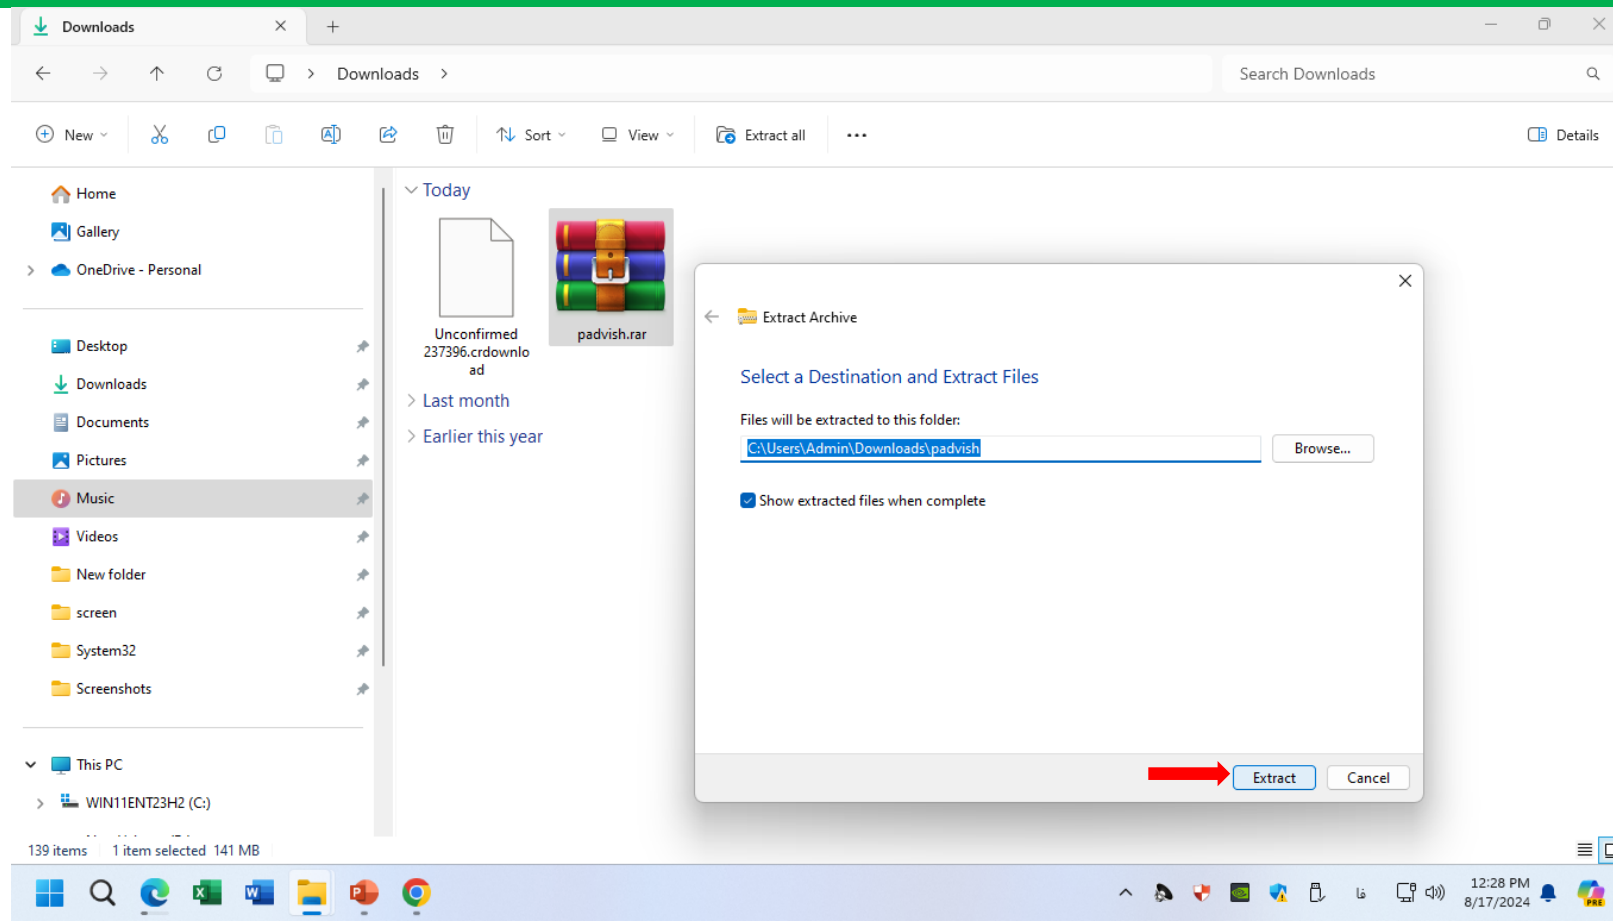 Downloads
Downloads
Search Downloads
New
Sort
View
Extract all
Details
Home
Gallery
OneDrive - Personal
Desktop
Downloads
Documents
Pictures
Music
Videos
New folder
screen
System32
Screenshots
This PC
WIN11ENT23H2 (C:)
Today
Unconfirmed
237396.crdownlo
ad
padvish.rar
Last month
Earlier this year
Extract Archive
Select a Destination and Extract Files
Files will be extracted to this folder:
C:\Users\Admin\Downloads\padvish
Browse...
Show extracted files when complete
Extract
Cancel
139 items
1 item selected 141 MB
فا
12:28 PM
8/17/2024
PRE